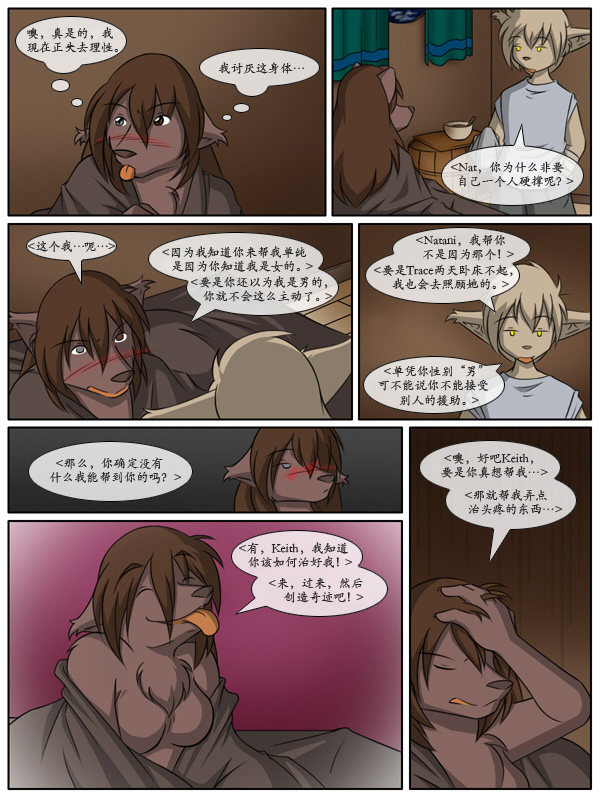 噢，真是的，我
现在正失去理性。
我讨厌这身体…
<Nat，你为什么非要
自己一个人硬撑呢？>
<这个我…呃…>
<因为我知道你来帮我单纯
是因为你知道我是女的。>
<要是你还以为我是男的，
你就不会这么主动了。>
<Natani，我帮你
不是因为那个！>
<要是Trace两天卧床不起，
我也会去照顾她的。>
<单凭你性别“男”
可不能说你不能接受
别人的援助。>
<那么，你确定没有
什么我能帮到你的吗？>
<有，Keith，我知道
你该如何治好我！>
<来，过来，然后
创造奇迹吧！>
<噢，好吧Keith，
要是你真想帮我…>
<那就帮我弄点
治头疼的东西…>